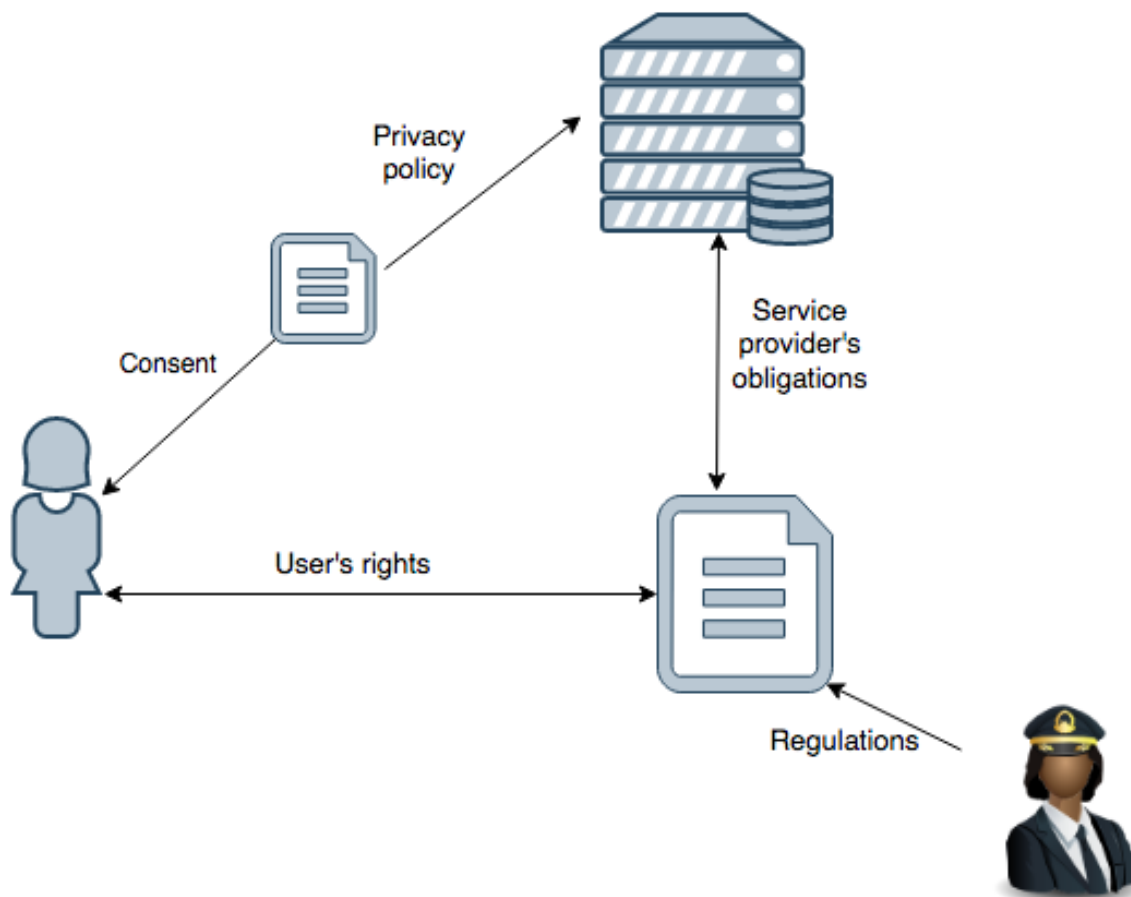 Privacy
policy
Consent
Service
provider's
obligations
User's rights
Regulations